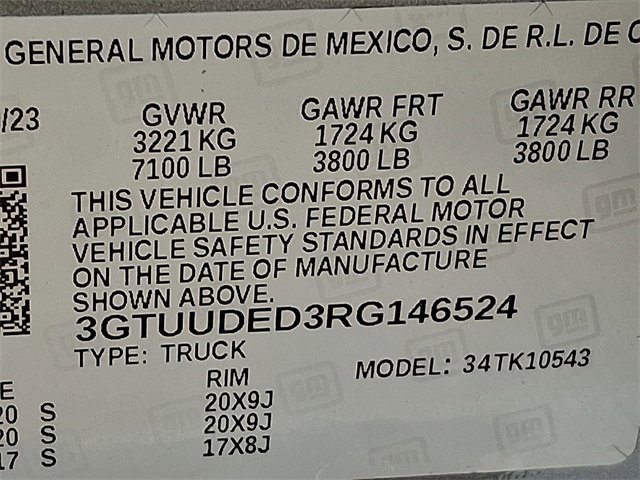 GENERAL MOTORS DE MEXICO, S. DE R.L. DE C
/23 GVWR GAWR FRT GAWR RR
3221 KG 1724 KG 1724 KG
7100 LB 3800 LB 3800 LB
THIS VEHICLE CONFORMS TO ALL
APPLICABLE U.S. FEDERAL MOTOR
VEHICLE SAFETY STANDARDS IN EFFECT
ON THE DATE OF MANUFACTURE
SHOWN ABOVE.
3GTUUDED3RG146524
TYPE: TRUCK MODEL: 34TK10543
E RIM
20 S 20X9J
20 S 20X9J
17 S 17X8J
gm